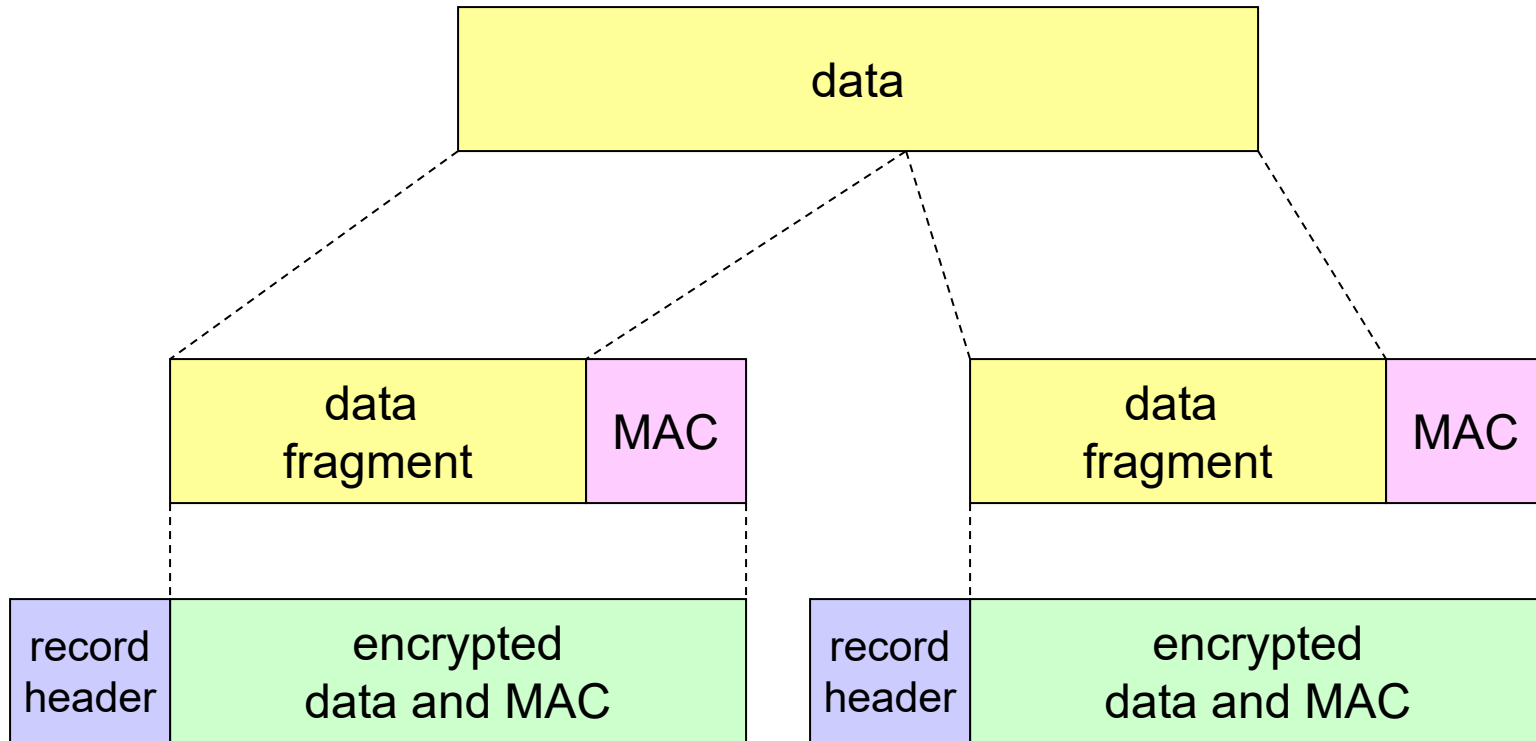 data
data
fragment
MAC
data
fragment
MAC
record
header
encrypted
data and MAC
record
header
encrypted
data and MAC